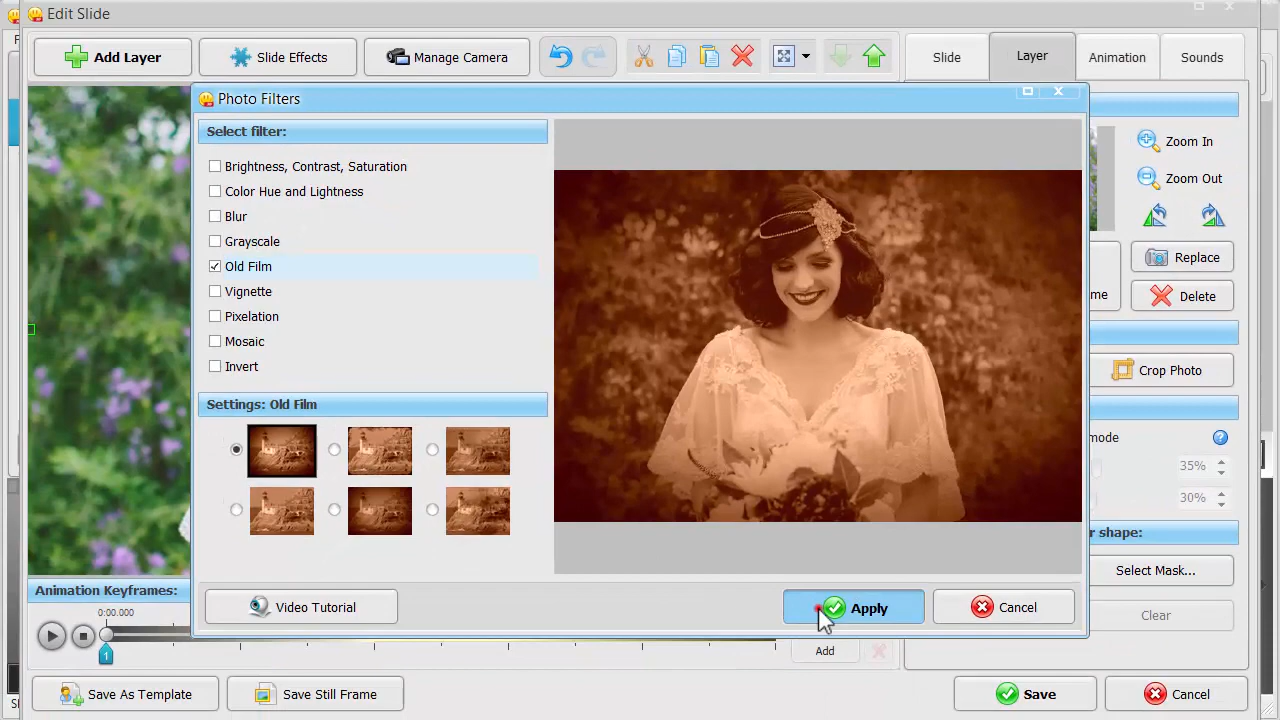 Edit Slide
Add Layer
Slide Effects
Manage Camera
Slide
Layer
Animation
Sounds
Photo Filters
Select filter:
Brightness, Contrast, Saturation
Color Hue and Lightness
Blur
Grayscale
Old Film
Vignette
Pixelation
Mosaic
Invert
Settings: Old Film
Video Tutorial
Apply
Cancel
Zoom In
Zoom Out
Replace
me
Delete
Crop Photo
mode
35%
30%
r shape:
Select Mask...
Clear
Animation Keyframes:
0:00.000
1
Add
Save As Template
Save Still Frame
Save
Cancel